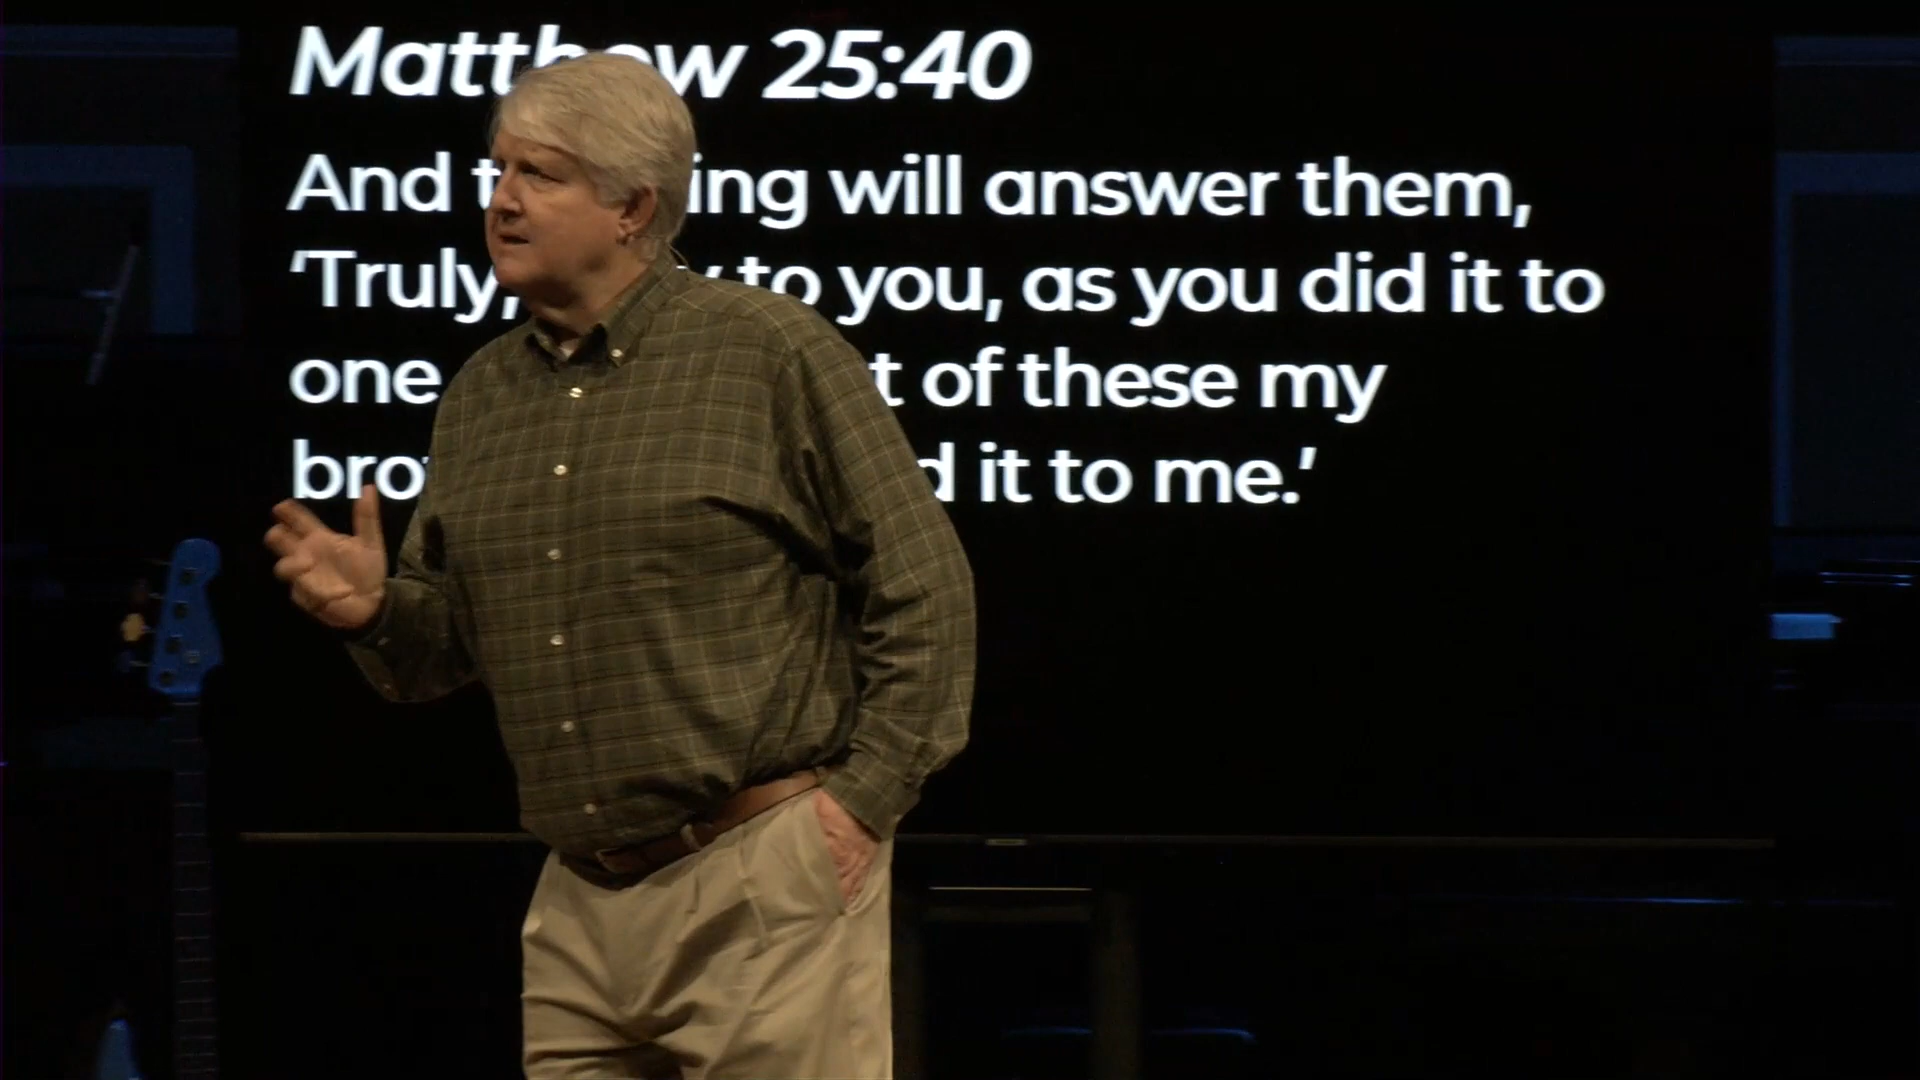 Matthew 25:40
And t ing will answer them,
'Truly, y to you, as you did it to
one t of these my
bro d it to me.'